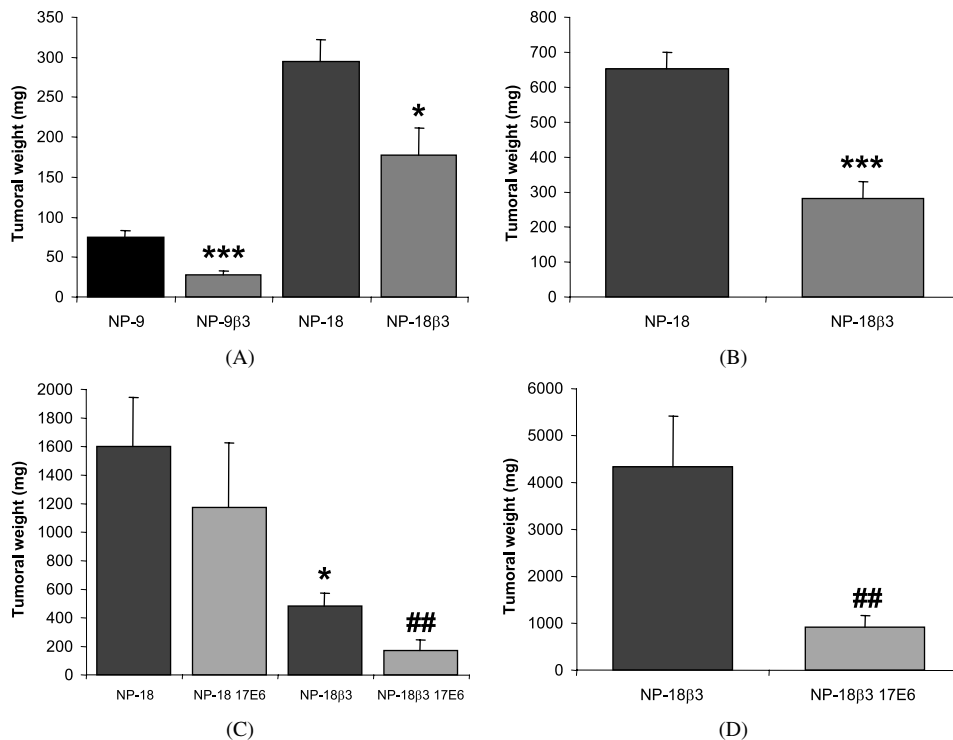 Tumoral weight (mg)
350
300
250
200
150
100
50
0
*
***
NP-9
NP-9β3
NP-18
NP-18β3
(A)
Tumoral weight (mg)
800
700
600
500
400
300
200
100
0
***
NP-18
NP-18β3
(B)
Tumoral weight (mg)
2000
1800
1600
1400
1200
1000
800
600
400
200
0
*
##
NP-18
NP-18 17E6
NP-18β3
NP-18β3 17E6
(C)
Tumoral weight (mg)
6000
5000
4000
3000
2000
1000
0
##
NP-18β3
NP-18β3 17E6
(D)